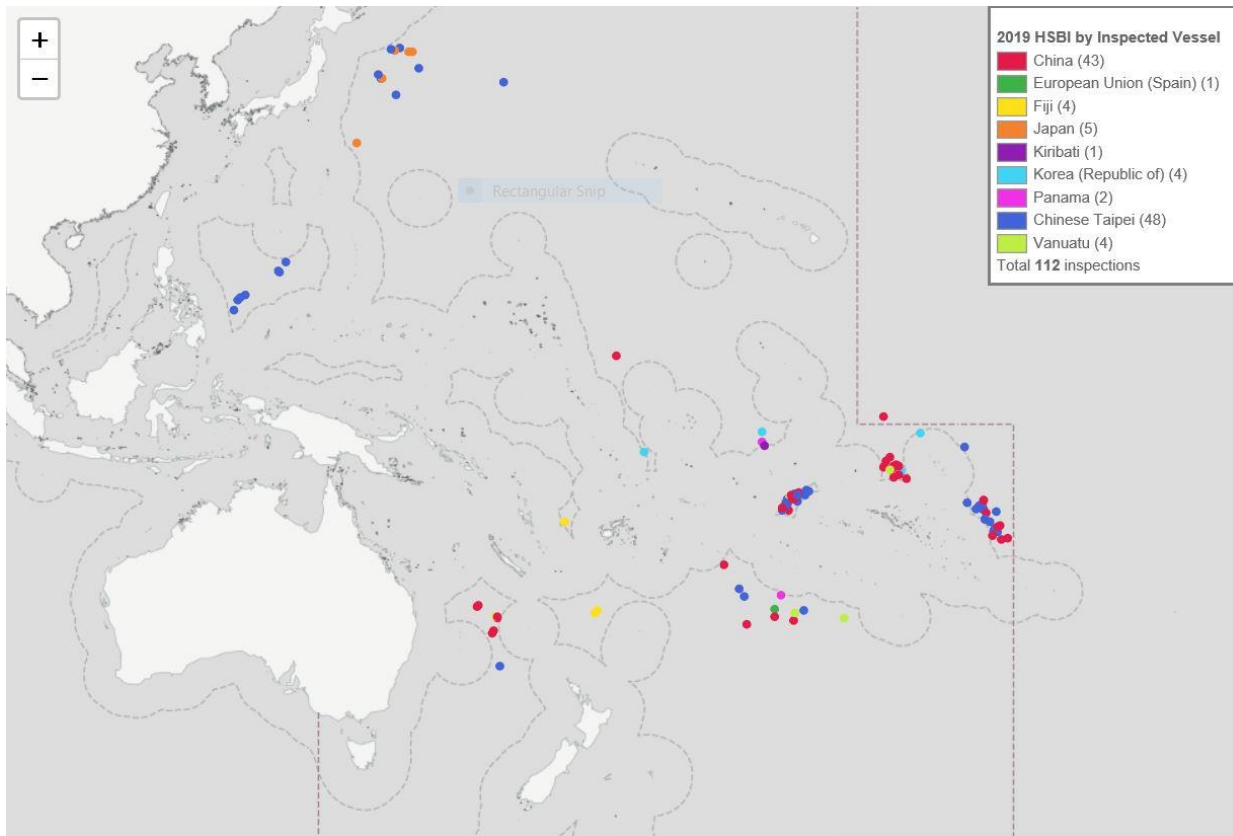 +
−
2019 HSBI by Inspected Vessel
China (43)
European Union (Spain) (1)
Fiji (4)
Japan (5)
Kiribati (1)
Korea (Republic of) (4)
Panama (2)
Chinese Taipei (48)
Vanuatu (4)
Total 112 inspections
Rectangular Snip